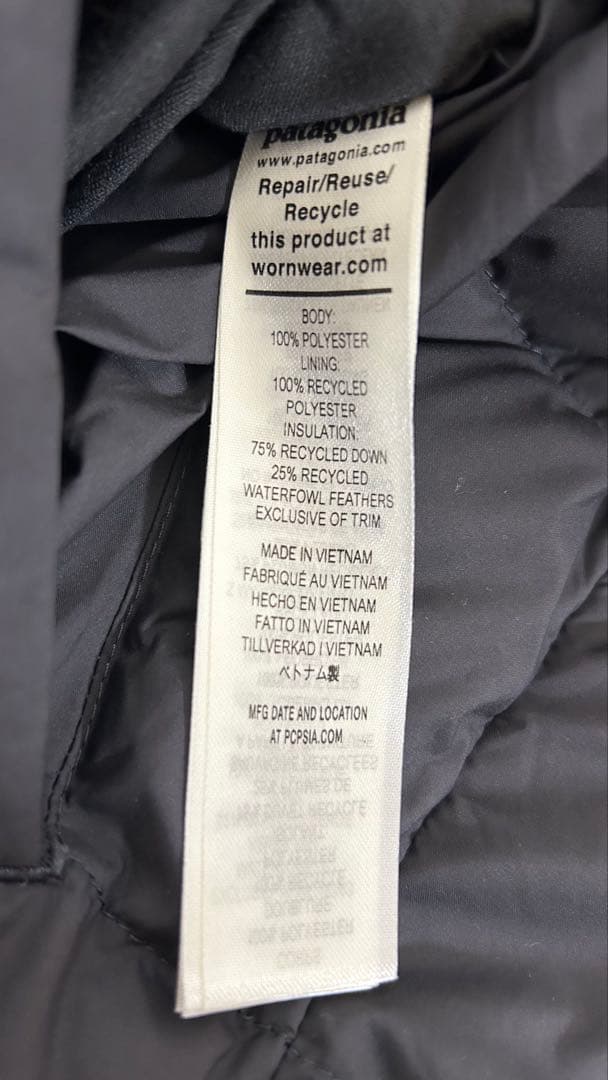 patagonia
www.patagonia.com
Repair/Reuse/
Recycle
this product at
wornwear.com
BODY:
100% POLYESTER
LINING:
100% RECYCLED
POLYESTER
INSULATION:
75% RECYCLED DOWN
25% RECYCLED
WATERFOWL FEATHERS
EXCLUSIVE OF TRIM
MADE IN VIETNAM
FABRIQUÉ AU VIETNAM
HECHO EN VIETNAM
FATTO IN VIETNAM
TILLVERKAD I VIETNAM
ベトナム製
MFG DATE AND LOCATION
AT PCPSIA.COM